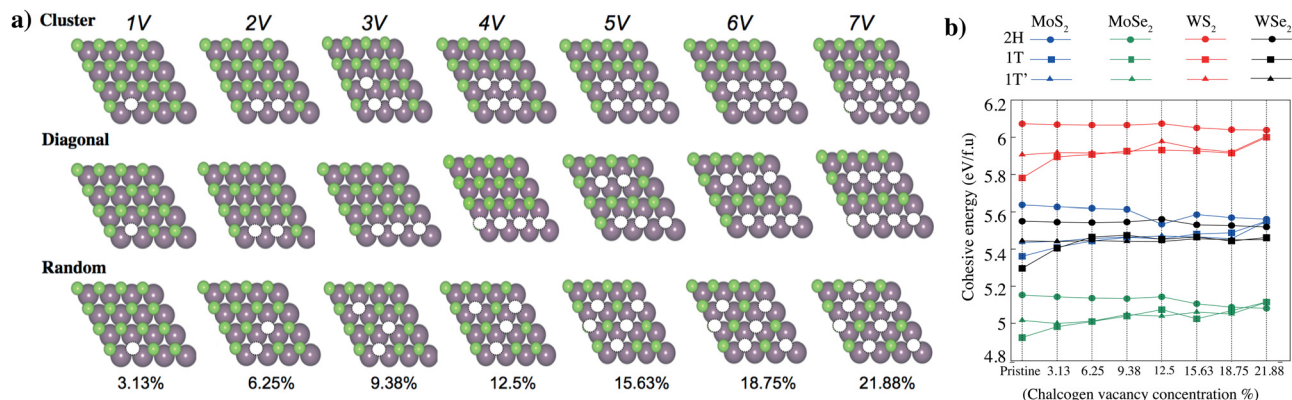 a)
Cluster 1V 2V 3V 4V 5V 6V 7V
Diagonal
Random
3.13% 6.25% 9.38% 12.5% 15.63% 18.75% 21.88%
b)
MoS2 MoSe2 WS2 WSe2
2H
1T
1T'
Cohesive energy (eV/f.u)
6.2
6
5.8
5.6
5.4
5.2
5
4.8
Pristine 3.13 6.25 9.38 12.5 15.63 18.75 21.88
(Chalcogen vacancy concentration %)